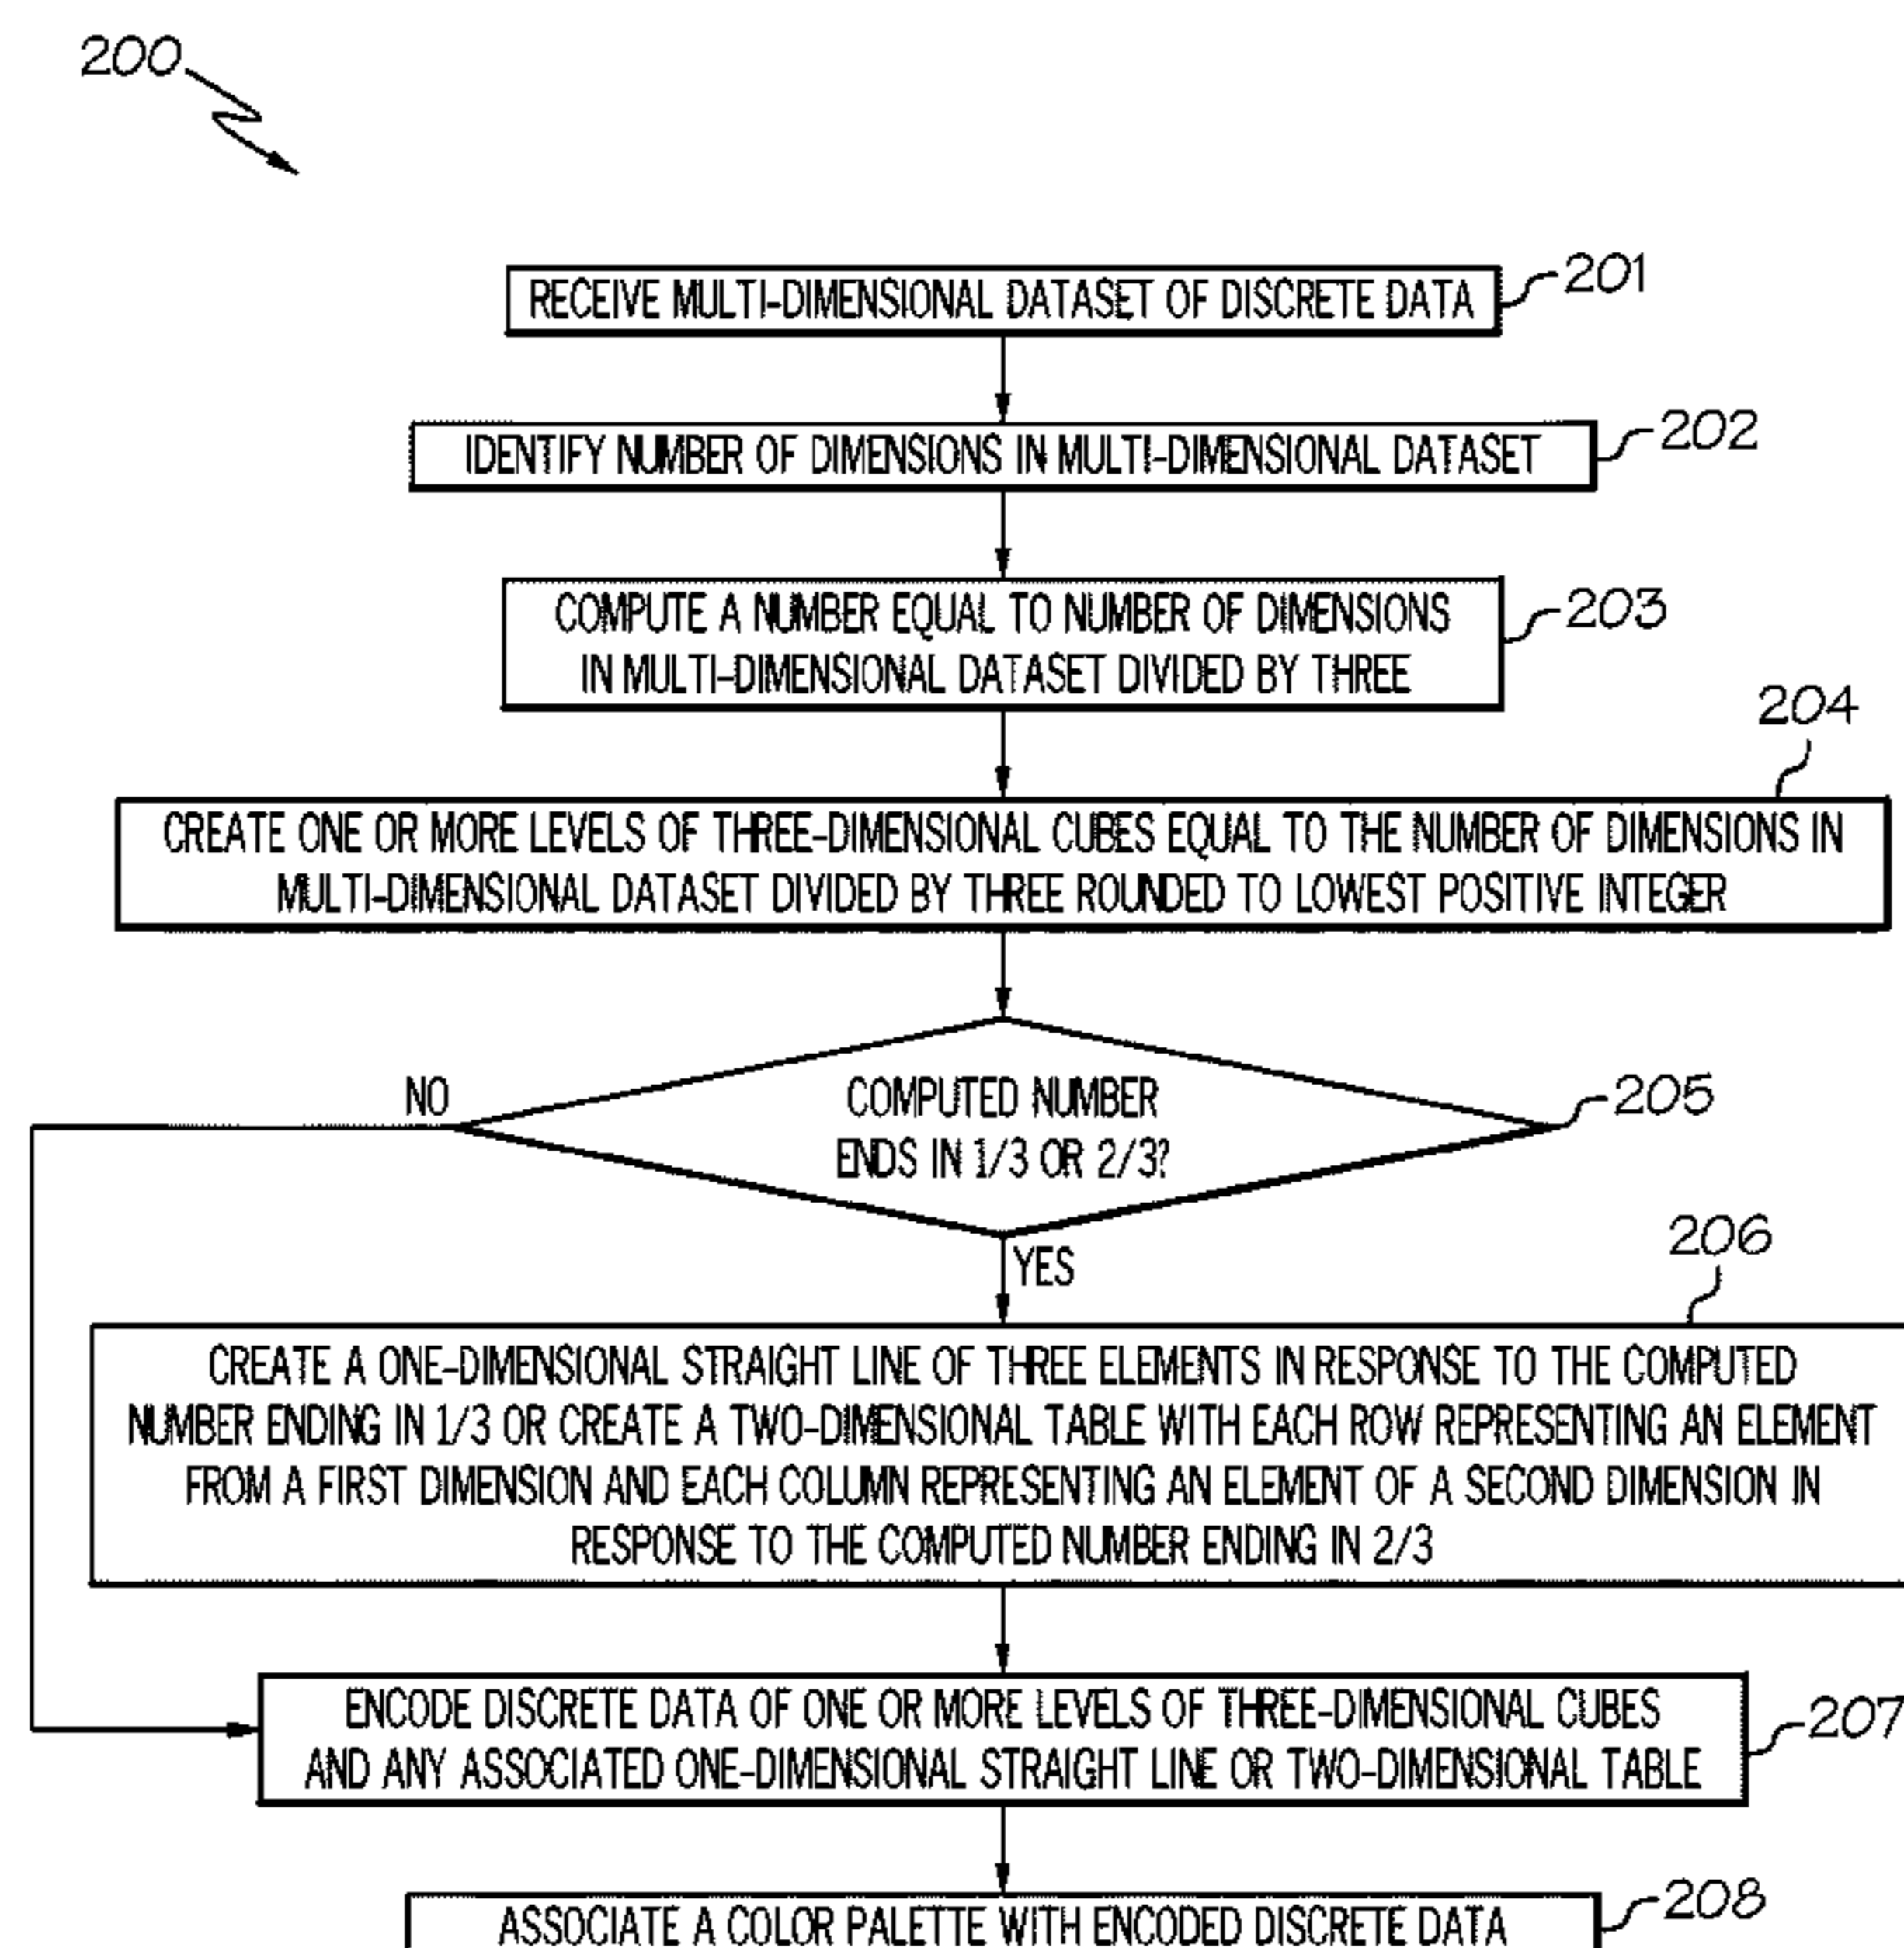 200
RECEIVE MULTI-DIMENSIONAL DATASET OF DISCRETE DATA
201
IDENTIFY NUMBER OF DIMENSIONS IN MULTI-DIMENSIONAL DATASET
202
COMPUTE A NUMBER EQUAL TO NUMBER OF DIMENSIONS
IN MULTI-DIMENSIONAL DATASET DIVIDED BY THREE
203
204
CREATE ONE OR MORE LEVELS OF THREE-DIMENSIONAL CUBES EQUAL TO THE NUMBER OF DIMENSIONS IN
MULTI-DIMENSIONAL DATASET DIVIDED BY THREE ROUNDED TO LOWEST POSITIVE INTEGER
NO
COMPUTED NUMBER
ENDS IN 1/3 OR 2/3?
205
YES
206
CREATE A ONE-DIMENSIONAL STRAIGHT LINE OF THREE ELEMENTS IN RESPONSE TO THE COMPUTED
NUMBER ENDING IN 1/3 OR CREATE A TWO-DIMENSIONAL TABLE WITH EACH ROW REPRESENTING AN ELEMENT
FROM A FIRST DIMENSION AND EACH COLUMN REPRESENTING AN ELEMENT OF A SECOND DIMENSION IN
RESPONSE TO THE COMPUTED NUMBER ENDING IN 2/3
ENCODE DISCRETE DATA OF ONE OR MORE LEVELS OF THREE-DIMENSIONAL CUBES
AND ANY ASSOCIATED ONE-DIMENSIONAL STRAIGHT LINE OR TWO-DIMENSIONAL TABLE
207
ASSOCIATE A COLOR PALETTE WITH ENCODED DISCRETE DATA
208